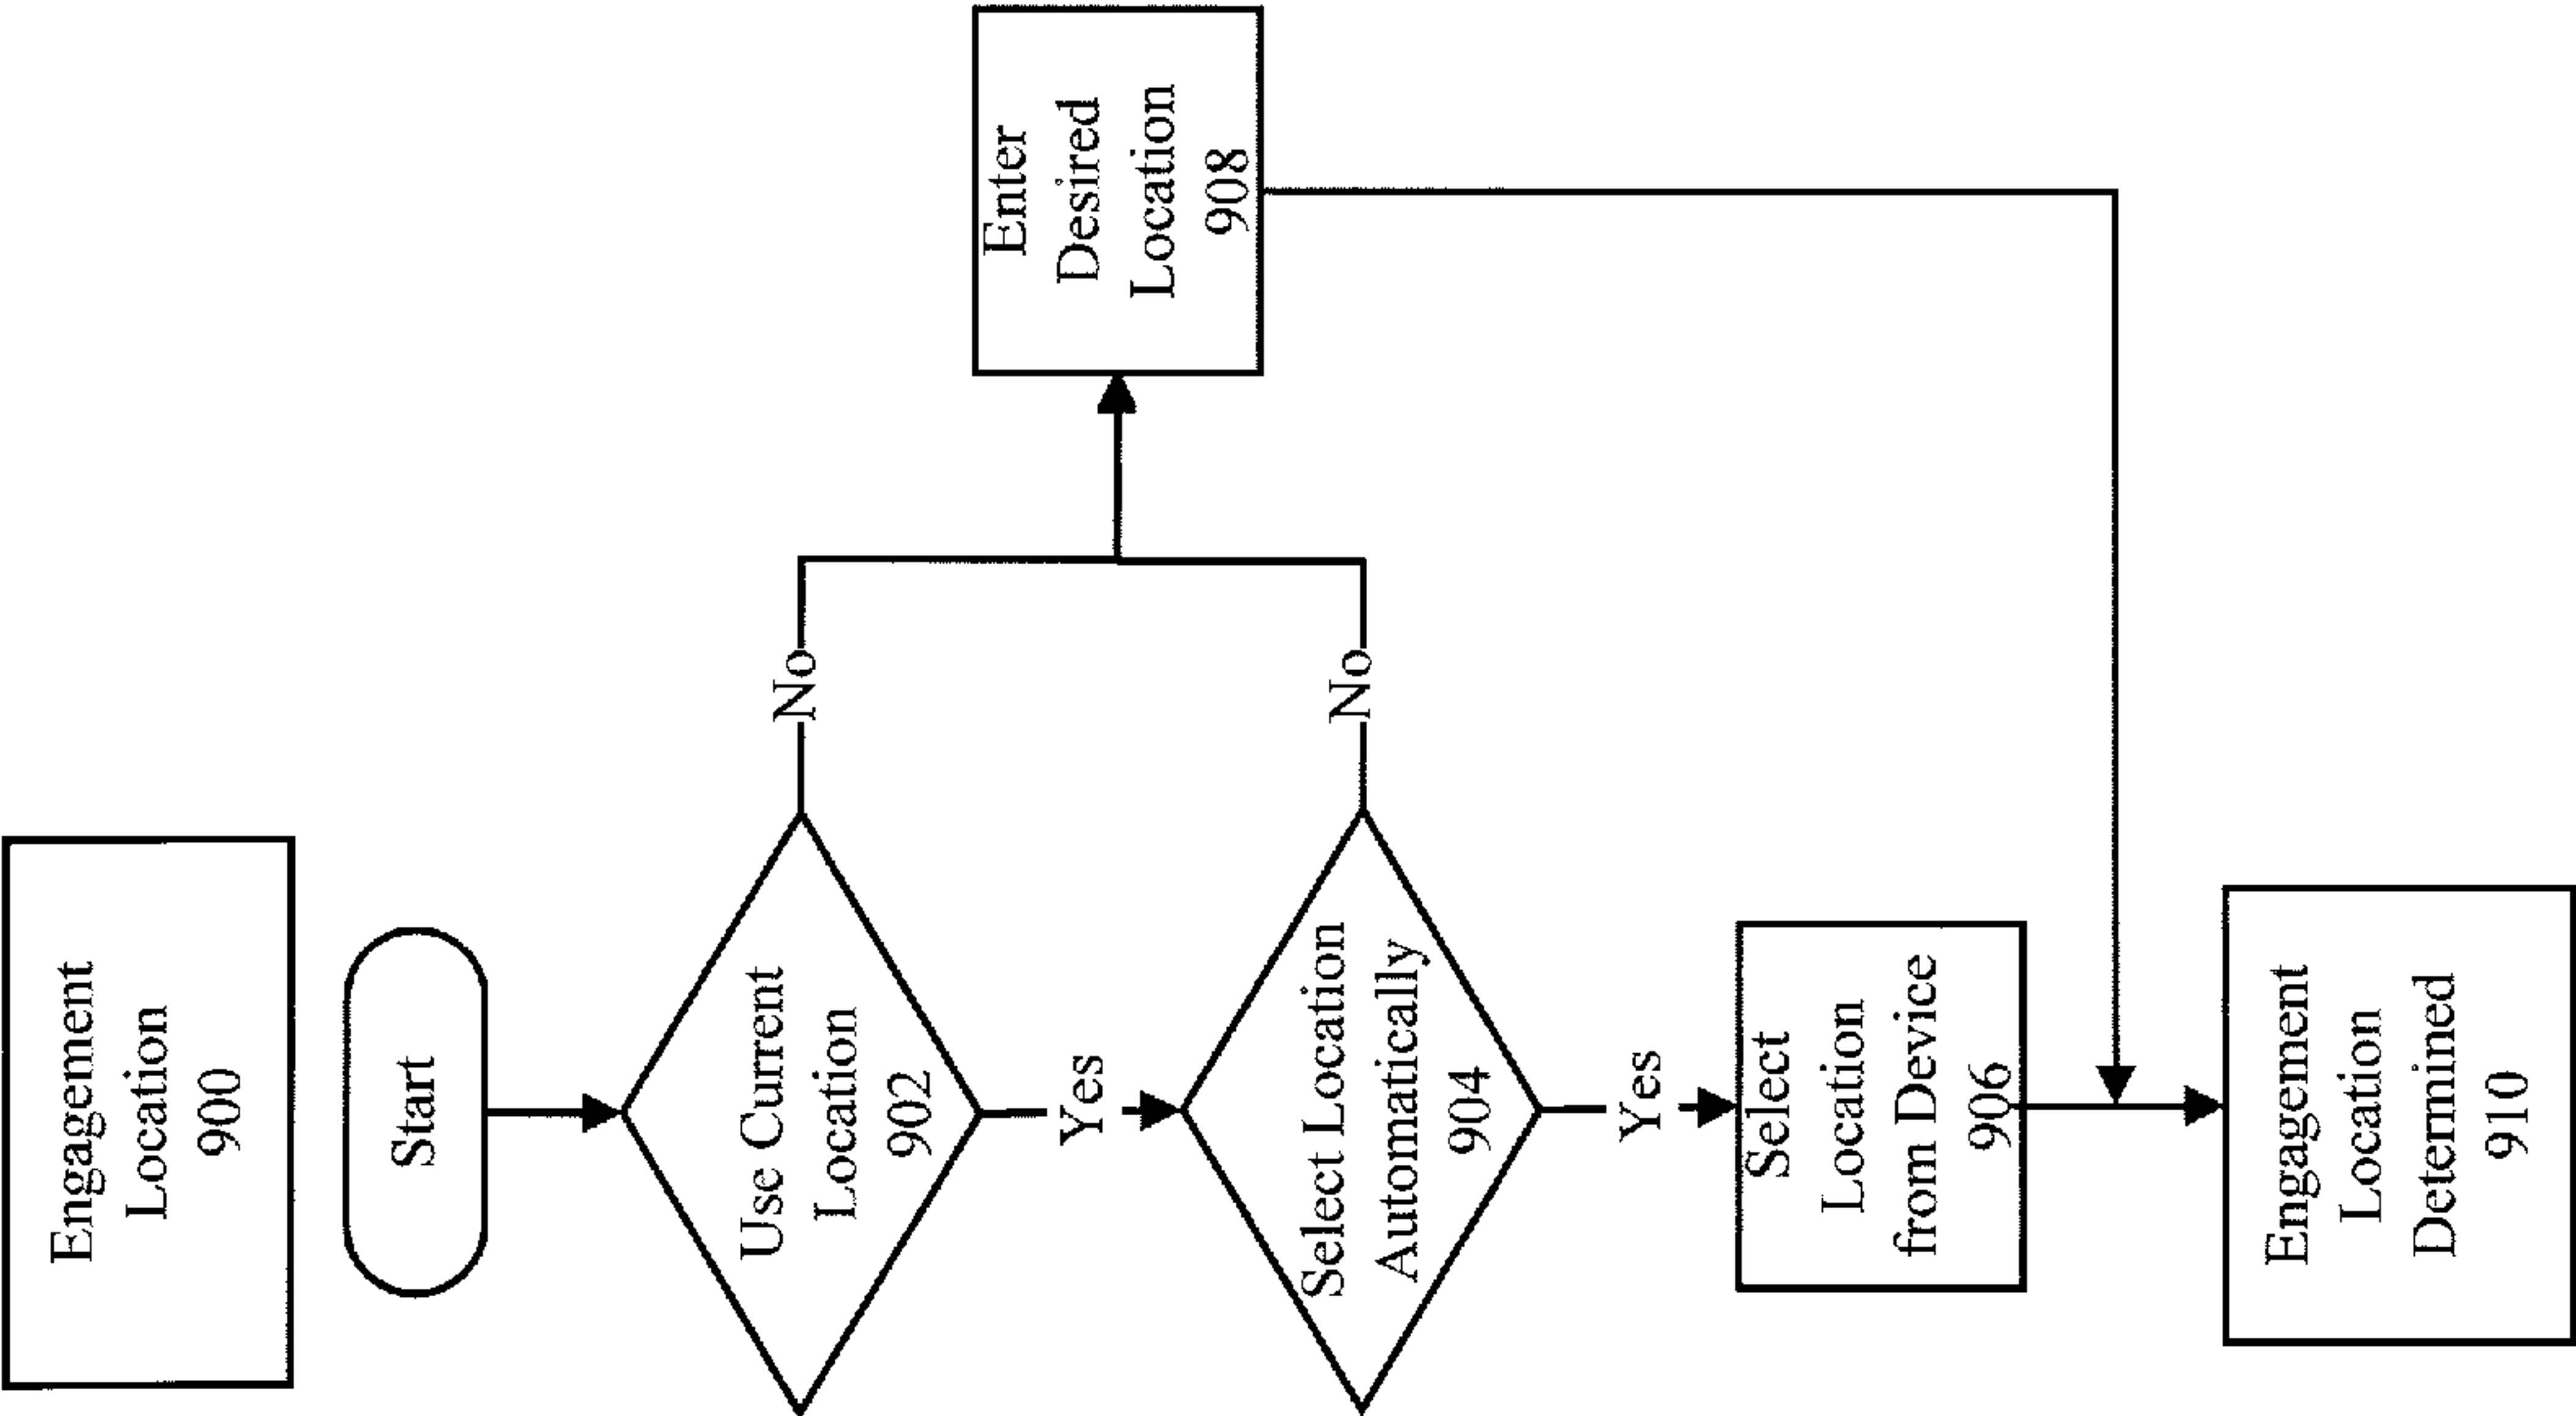 Engagement
Location
900
Start
Use Current
Location
902
No
Yes
Select Location
Automatically
904
No
Yes
Select
Location
from Device
906
Enter
Desired
Location
908
Engagement
Location
Determined
910